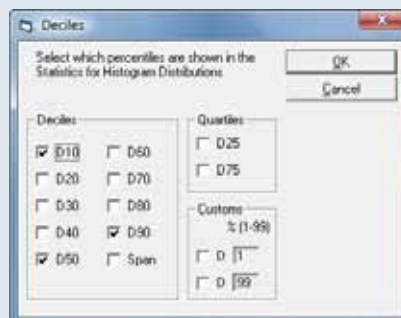 Deciles
Select which percentiles are shown in the
Statistics for Histogram Distributions
OK
Cancel
Deciles
D10
D60
D20
D70
D30
D80
D40
D90
D50
Span
Quartiles
D25
D75
Customs
% (1-99)
D 1
D 99